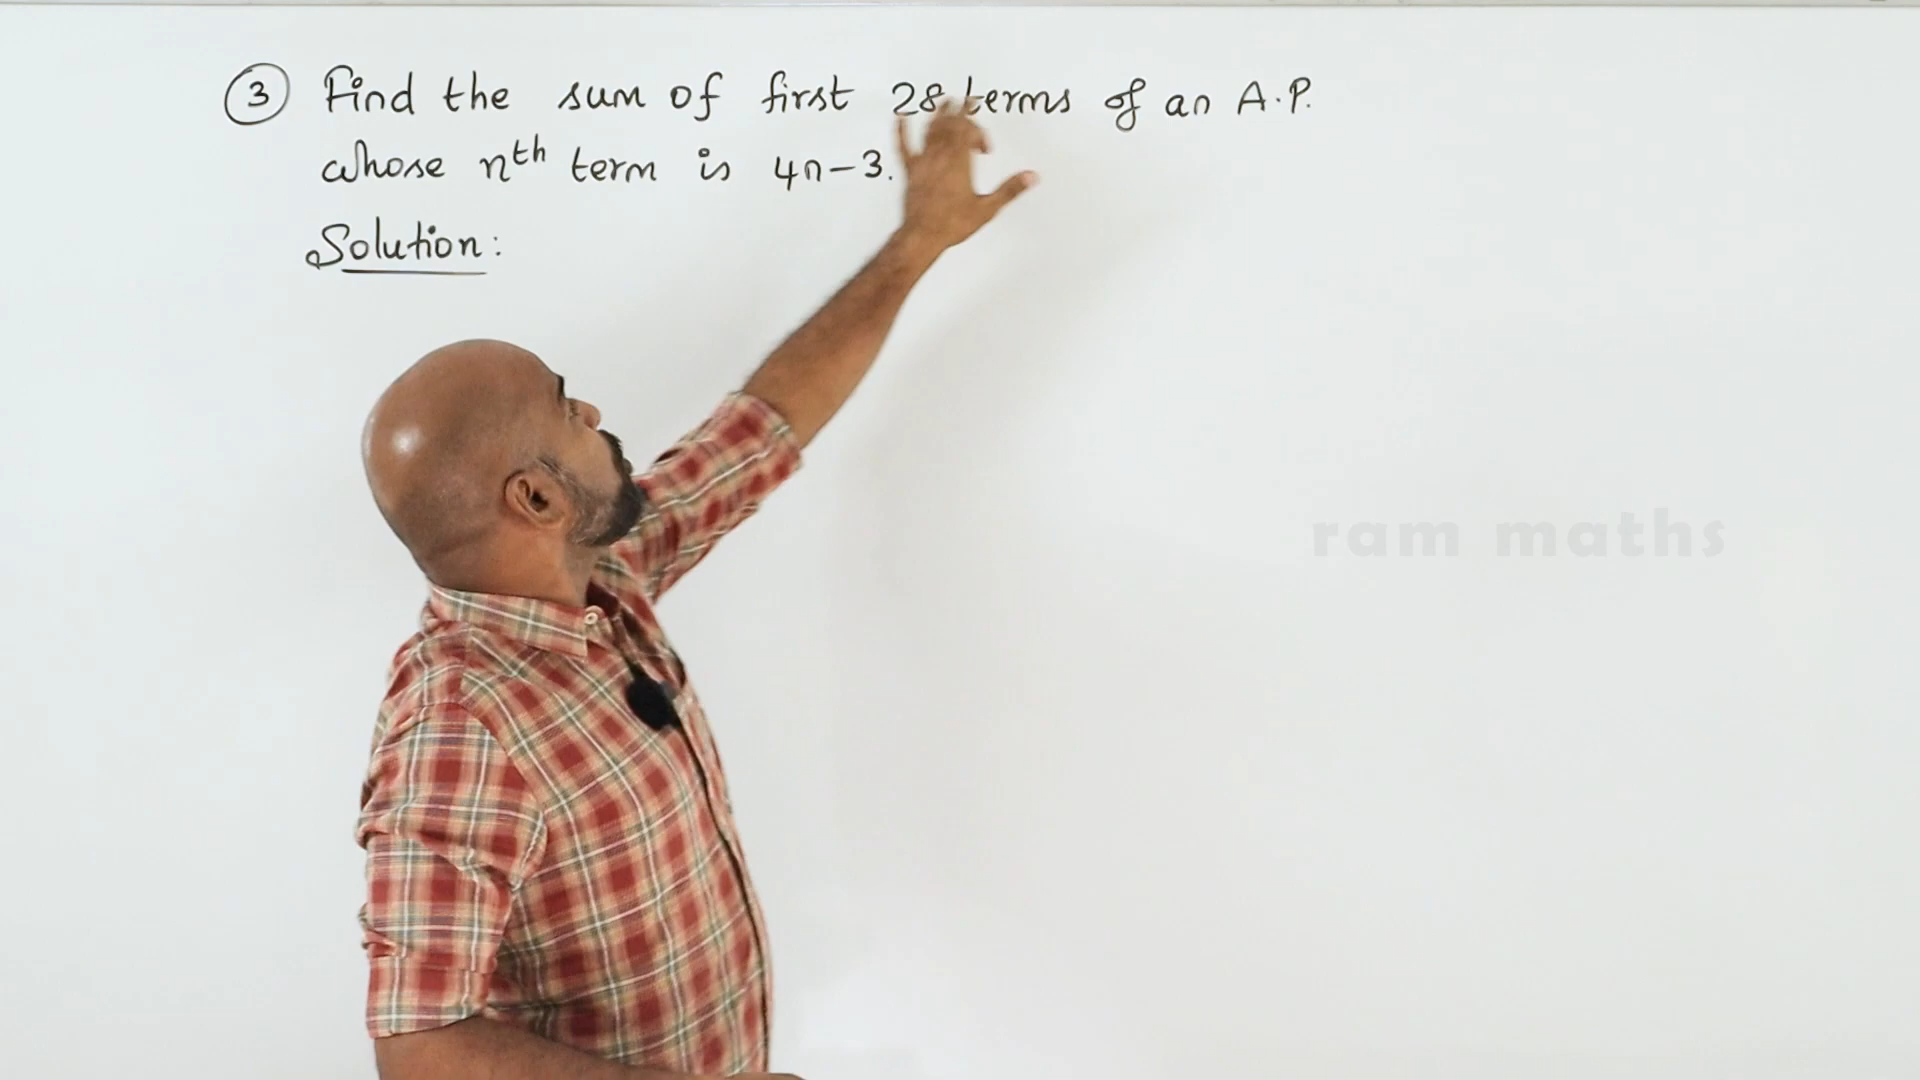 3 Find the sum of first 28 terms of an A.P.
whose nth term is 4n-3.
Solution:
ram maths